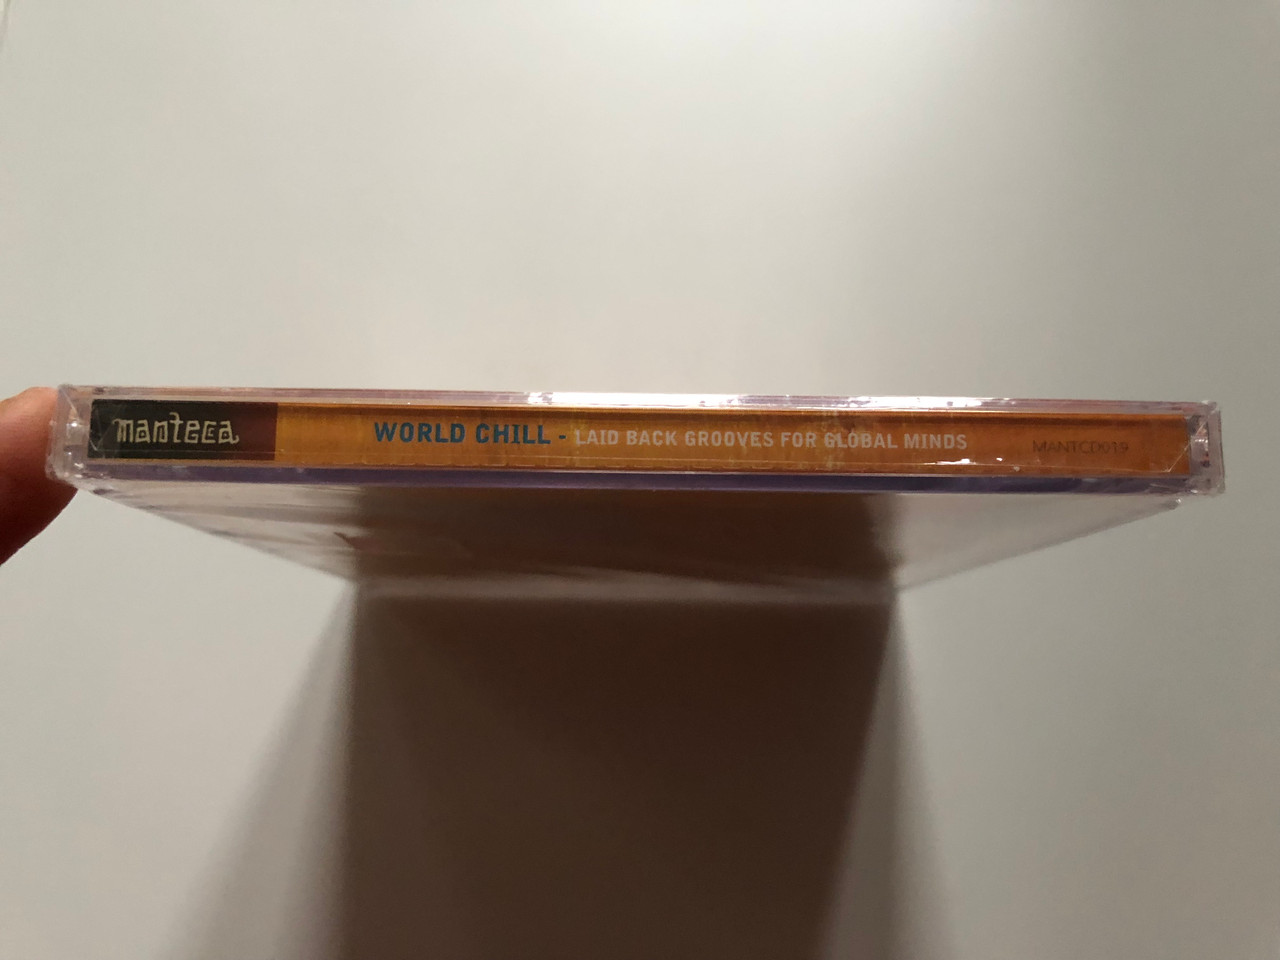 manteca WORLD CHILL - LAID BACK GROOVES FOR GLOBAL MINDS MANTCD019